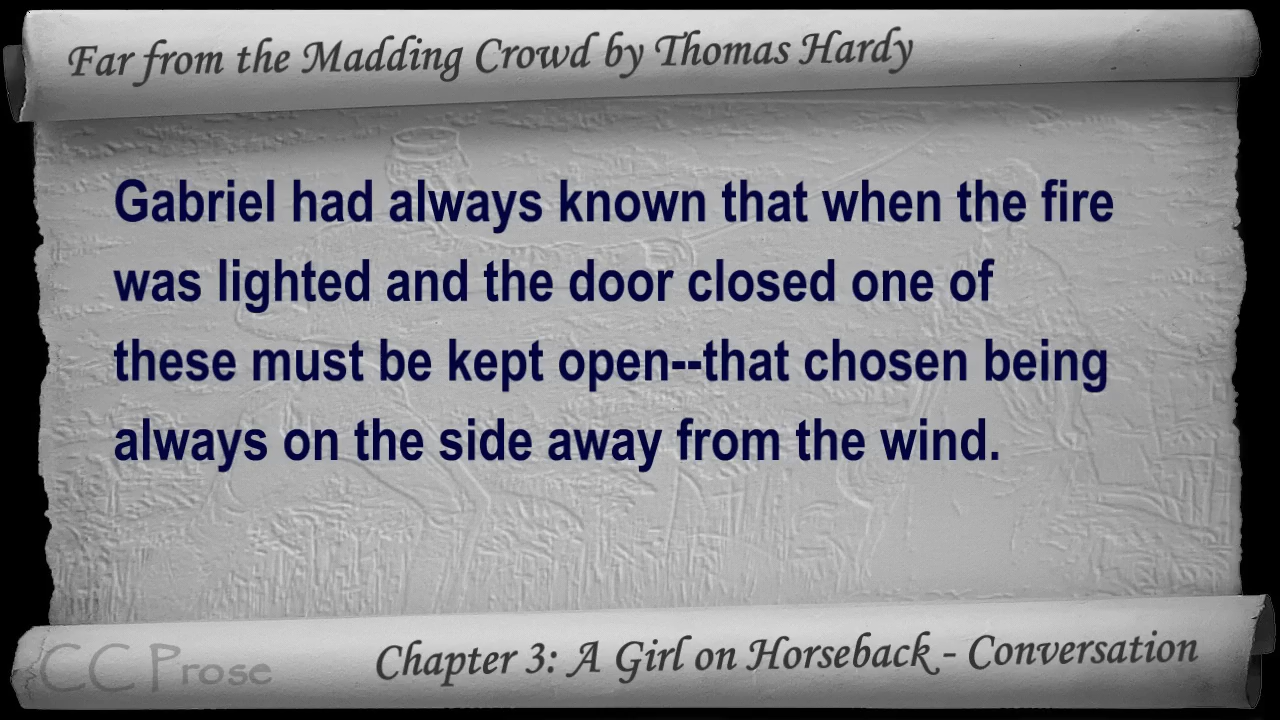 Far from the Madding Crowd by Thomas Hardy
Gabriel had always known that when the fire
was lighted and the door closed one of
these must be kept open--that chosen being
always on the side away from the wind.
CC Prose
Chapter 3: A Girl on Horseback - Conversation